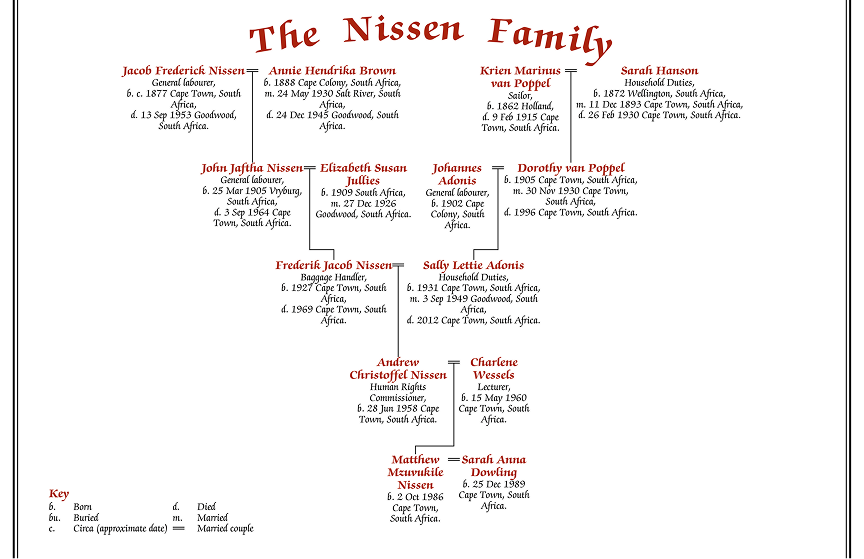 The Nissen Family
Jacob Frederick Nissen
General labourer,
b. c. 1877 Cape Town, South
Africa,
d. 13 Sep 1953 Goodwood,
South Africa.
Annie Hendrika Brown
b. 1888 Cape Colony, South Africa,
m. 24 May 1930 Salt River, South
Africa,
d. 24 Dec 1945 Goodwood, South
Africa.
Krien Marinus
van Poppel
Sailor,
b. 1862 Holland,
d. 9 Feb 1915 Cape
Town, South Africa.
Sarah Hanson
Household Duties,
b. 1872 Wellington, South Africa,
m. 11 Dec 1893 Cape Town, South Africa,
d. 26 Feb 1930 Cape Town, South Africa.
John Jaftha Nissen
General labourer,
b. 25 Mar 1905 Vryburg,
South Africa,
d. 3 Sep 1964 Cape
Town, South Africa.
Elizabeth Susan
Jullies
b. 1909 South Africa,
m. 27 Dec 1926
Goodwood, South Africa.
Johannes
Adonis
General labourer,
b. 1902 Cape
Colony, South
Africa.
Dorothy van Poppel
b. 1905 Cape Town, South Africa,
m. 30 Nov 1930 Cape Town,
South Africa,
d. 1996 Cape Town, South Africa.
Frederik Jacob Nissen
Baggage Handler,
b. 1927 Cape Town, South
Africa,
d. 1969 Cape Town, South
Africa.
Sally Lettie Adonis
Household Duties,
b. 1931 Cape Town, South Africa,
m. 3 Sep 1949 Goodwood, South
Africa,
d. 2012 Cape Town, South Africa.
Andrew
Christoffel Nissen
Human Rights
Commissioner,
b. 28 Jun 1958 Cape
Town, South Africa.
Charlene
Wessels
Lecturer,
b. 15 May 1960
Cape Town, South
Africa.
Matthew
Mzuvukile
Nissen
b. 2 Oct 1986
Cape Town,
South Africa.
Sarah Anna
Dowling
b. 25 Dec 1989
Cape Town, South
Africa.
Key
b. Born d. Died
bu. Buried m. Married
c. Circa (approximate date) = Married couple